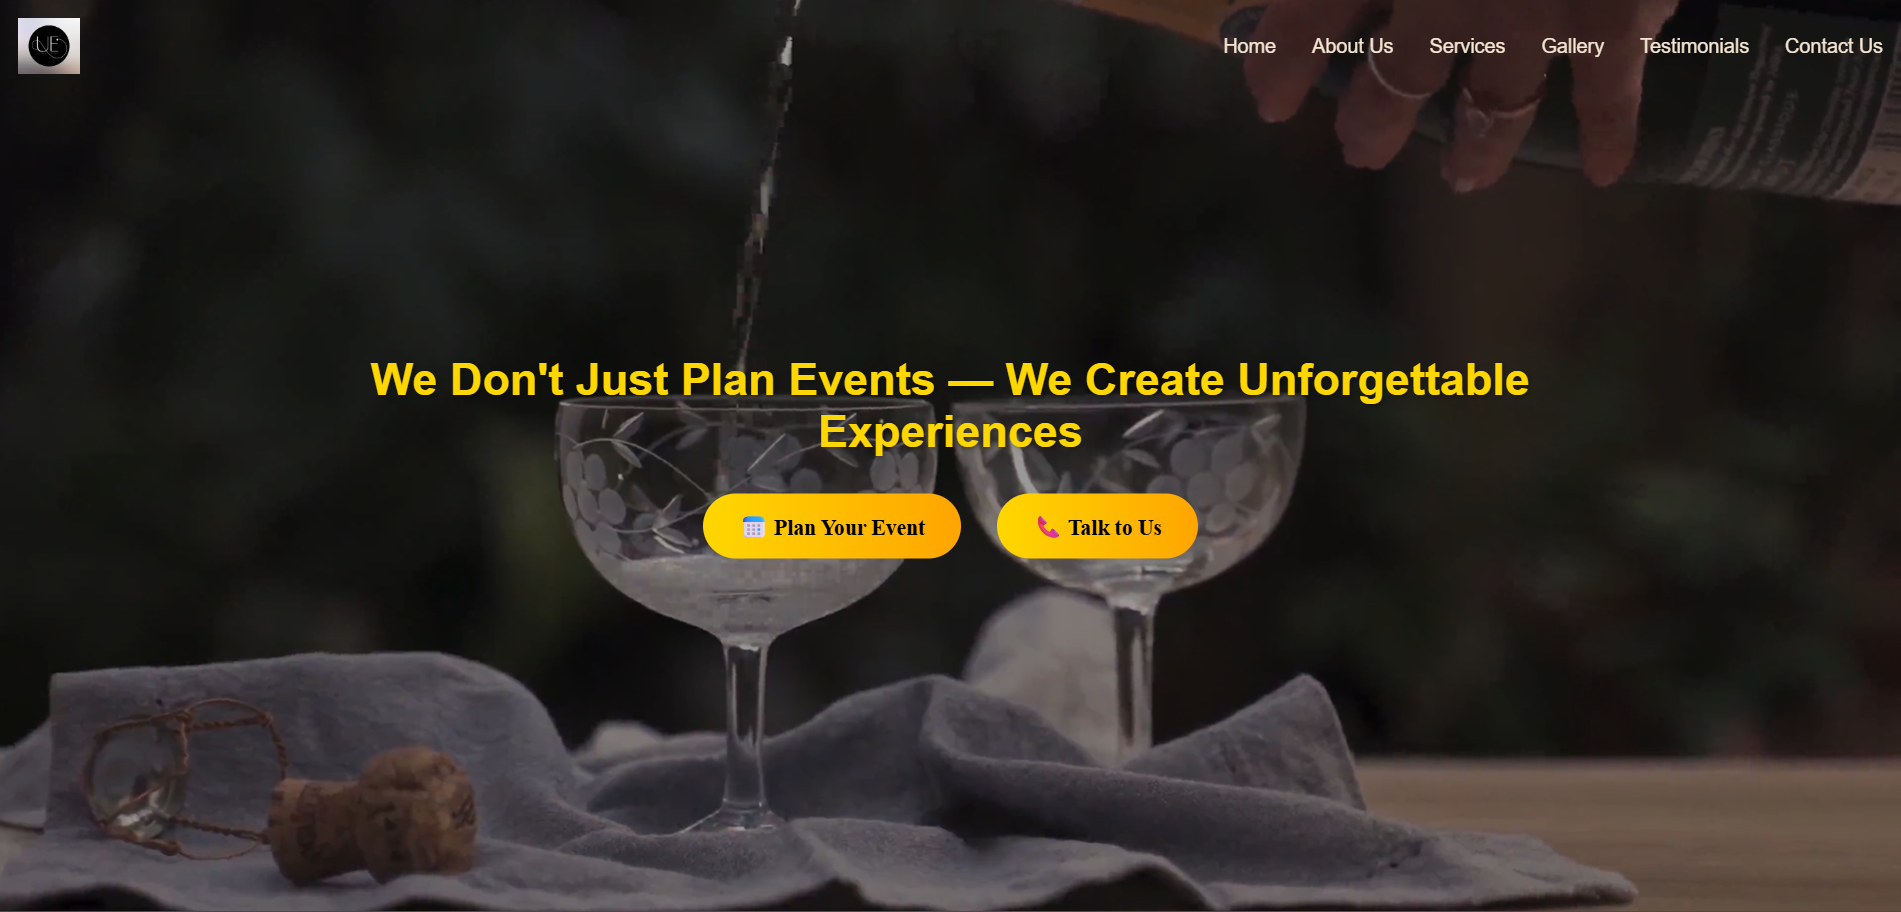 UE
Home About Us Services Gallery Testimonials Contact Us
We Don't Just Plan Events — We Create Unforgettable
Experiences
Plan Your Event Talk to Us